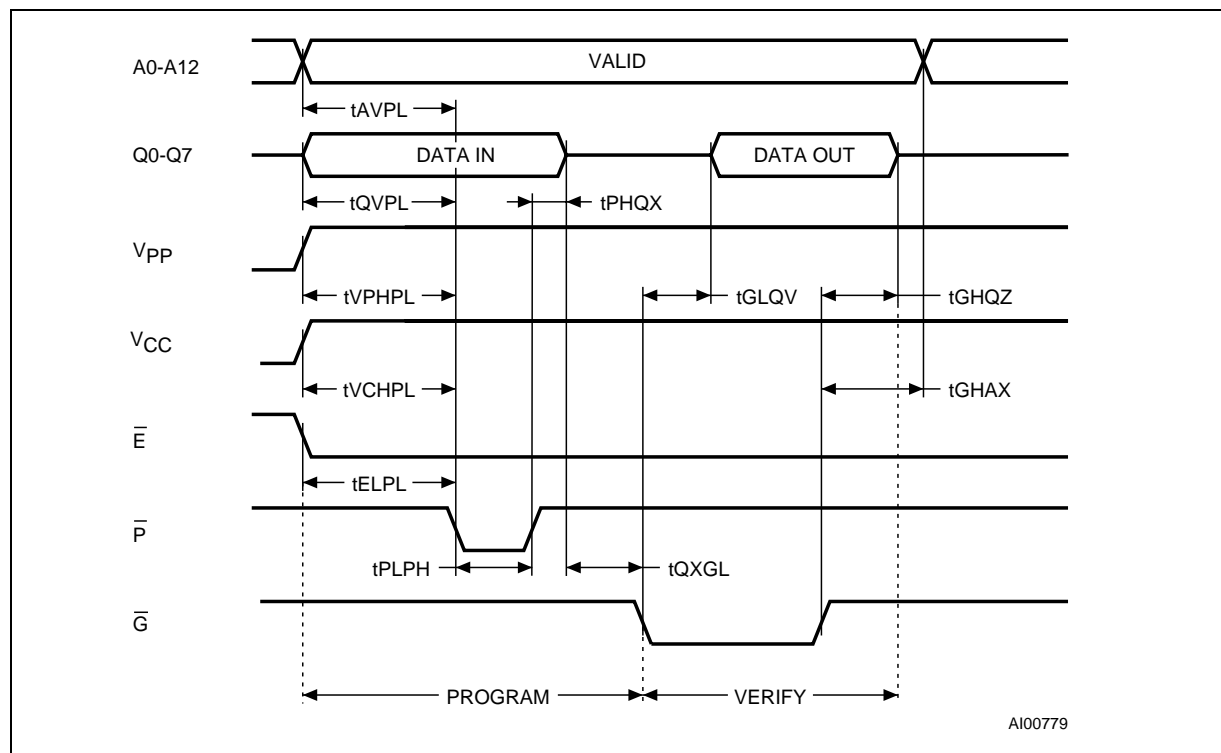 A0-A12
VALID
tAVPL
Q0-Q7
DATA IN
DATA OUT
tQVPL
tPHQX
VPP
tVPHPL
tGLQV
tGHQZ
VCC
tVCHPL
tGHAX
E̅
tELPL
P̅
tPLPH
tQXGL
G̅
PROGRAM
VERIFY
AI00779